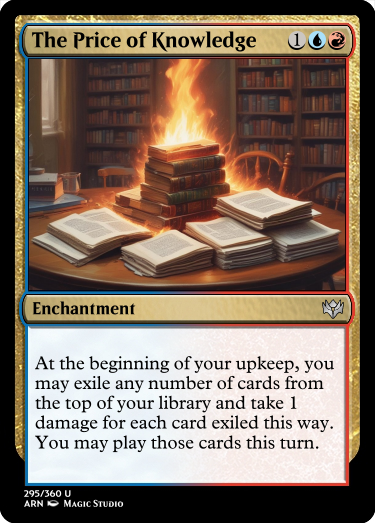 The Price of Knowledge 1
Enchantment
At the beginning of your upkeep, you
may exile any number of cards from
the top of your library and take 1
damage for each card exiled this way.
You may play those cards this turn.
295/360 U
ARN Magic Studio